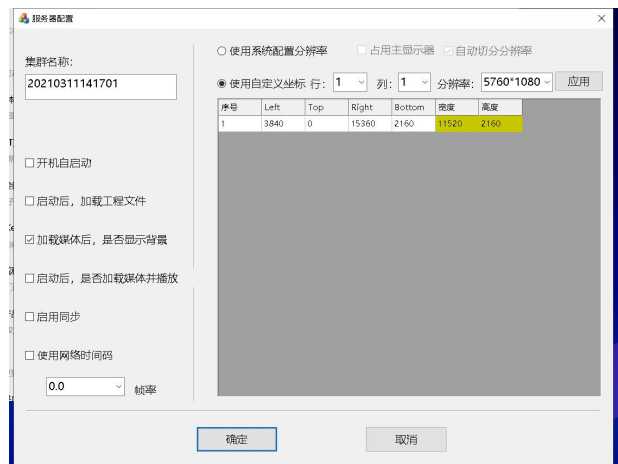 服务器配置
集群名称:
20210311141701
使用系统配置分辨率 占用主显示器 自动切分分辨率
使用自定义坐标 行: 1 列: 1 分辨率: 5760*1080 应用
序号 Left Top Right Bottom 宽度 高度
1 3840 0 15360 2160 11520 2160
开机自启动
启动后，加载工程文件
加载媒体后，是否显示背景
启动后，是否加载媒体并播放
启用同步
使用网络时间码
0.0 帧率
确定 取消